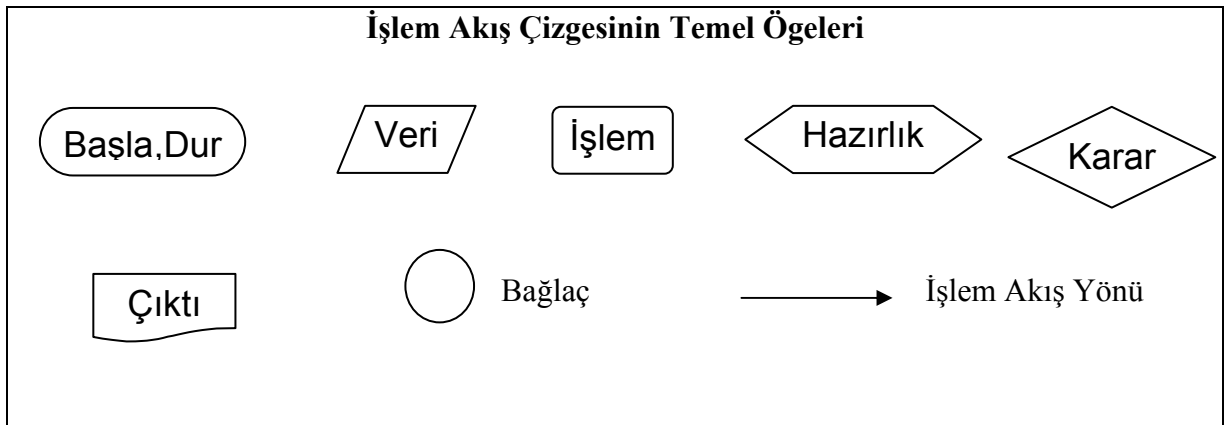 İşlem Akış Çizgesinin Temel Ögeleri
Başla,Dur
Veri
İşlem
Hazırlık
Karar
Çıktı
Bağlaç
İşlem Akış Yönü